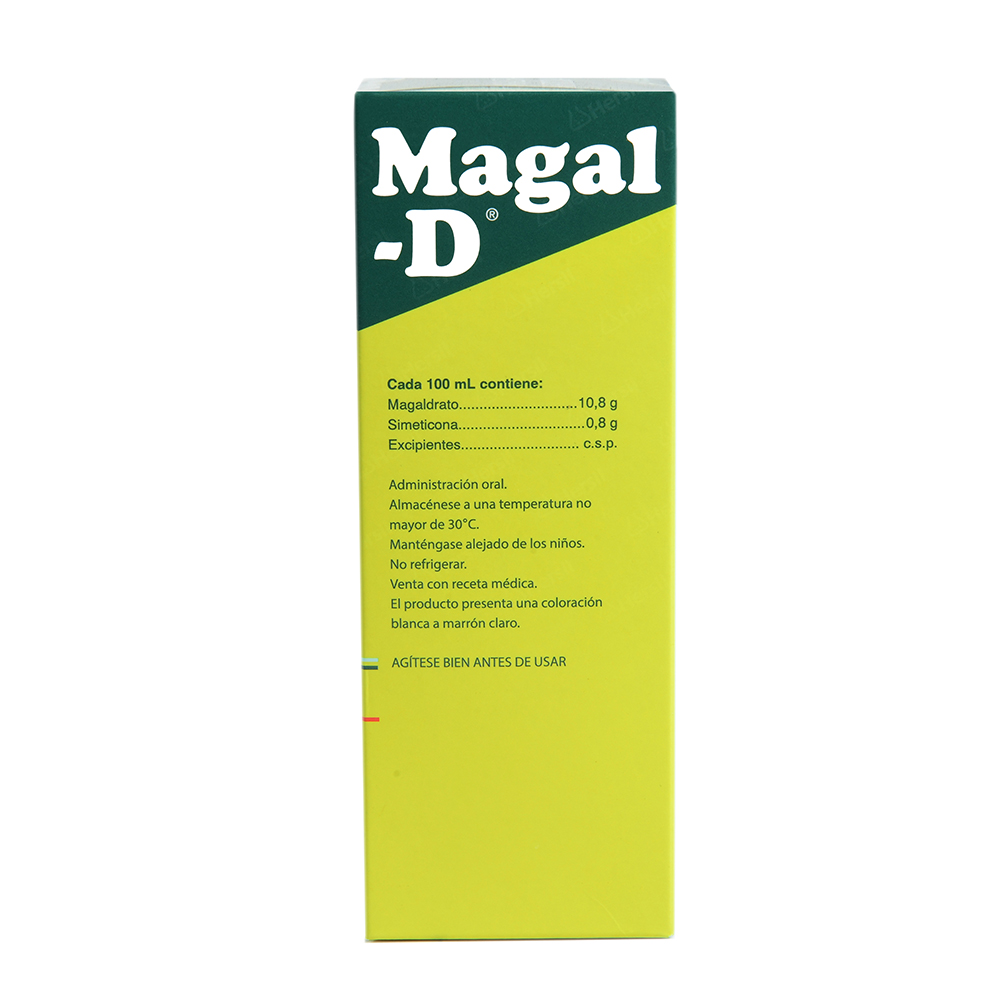 Magal
-D®
Cada 100 mL contiene:
Magaldrato..............................10,8 g
Simeticona................................0,8 g
Excipientes............................. c.s.p.
Administración oral.
Almacénese a una temperatura no
mayor de 30°C.
Manténgase alejado de los niños.
No refrigerar.
Venta con receta médica.
El producto presenta una coloración
blanca a marrón claro.
AGÍTESE BIEN ANTES DE USAR